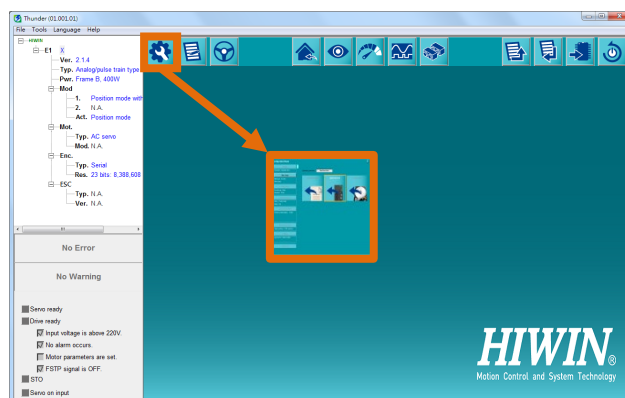 Thunder (01.001.01)
File Tools Language Help
HIWIN
E1 X
Ver. 2.1.4
Typ. Analog/pulse train type
Pwr. Frame B, 400W
Mod
1. Position mode with
2. N.A.
Act. Position mode
Mot.
Typ. AC servo
Mod. N.A.
Enc.
Typ. Serial
Res. 23 bits: 8,388,608
ESC
Typ. N.A.
Ver. N.A.
No Error
No Warning
Servo ready
Drive ready
Input voltage is above 220V.
No alarm occurs.
Motor parameters are set.
FSTP signal is OFF.
STO
Servo on input
HIWIN®
Motion Control and System Technology